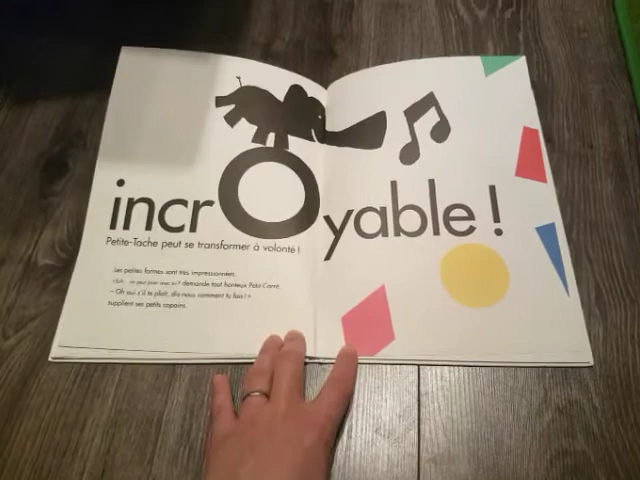 incrOyable !
Petite-Tache peut se transformer à volonté !
Les petites formes sont très impressionnées.
demande tout honteux Petit-Carré.
– Oh oui s'il te plaît, dis-nous comment tu fais ! »
supplient ses petits copains.